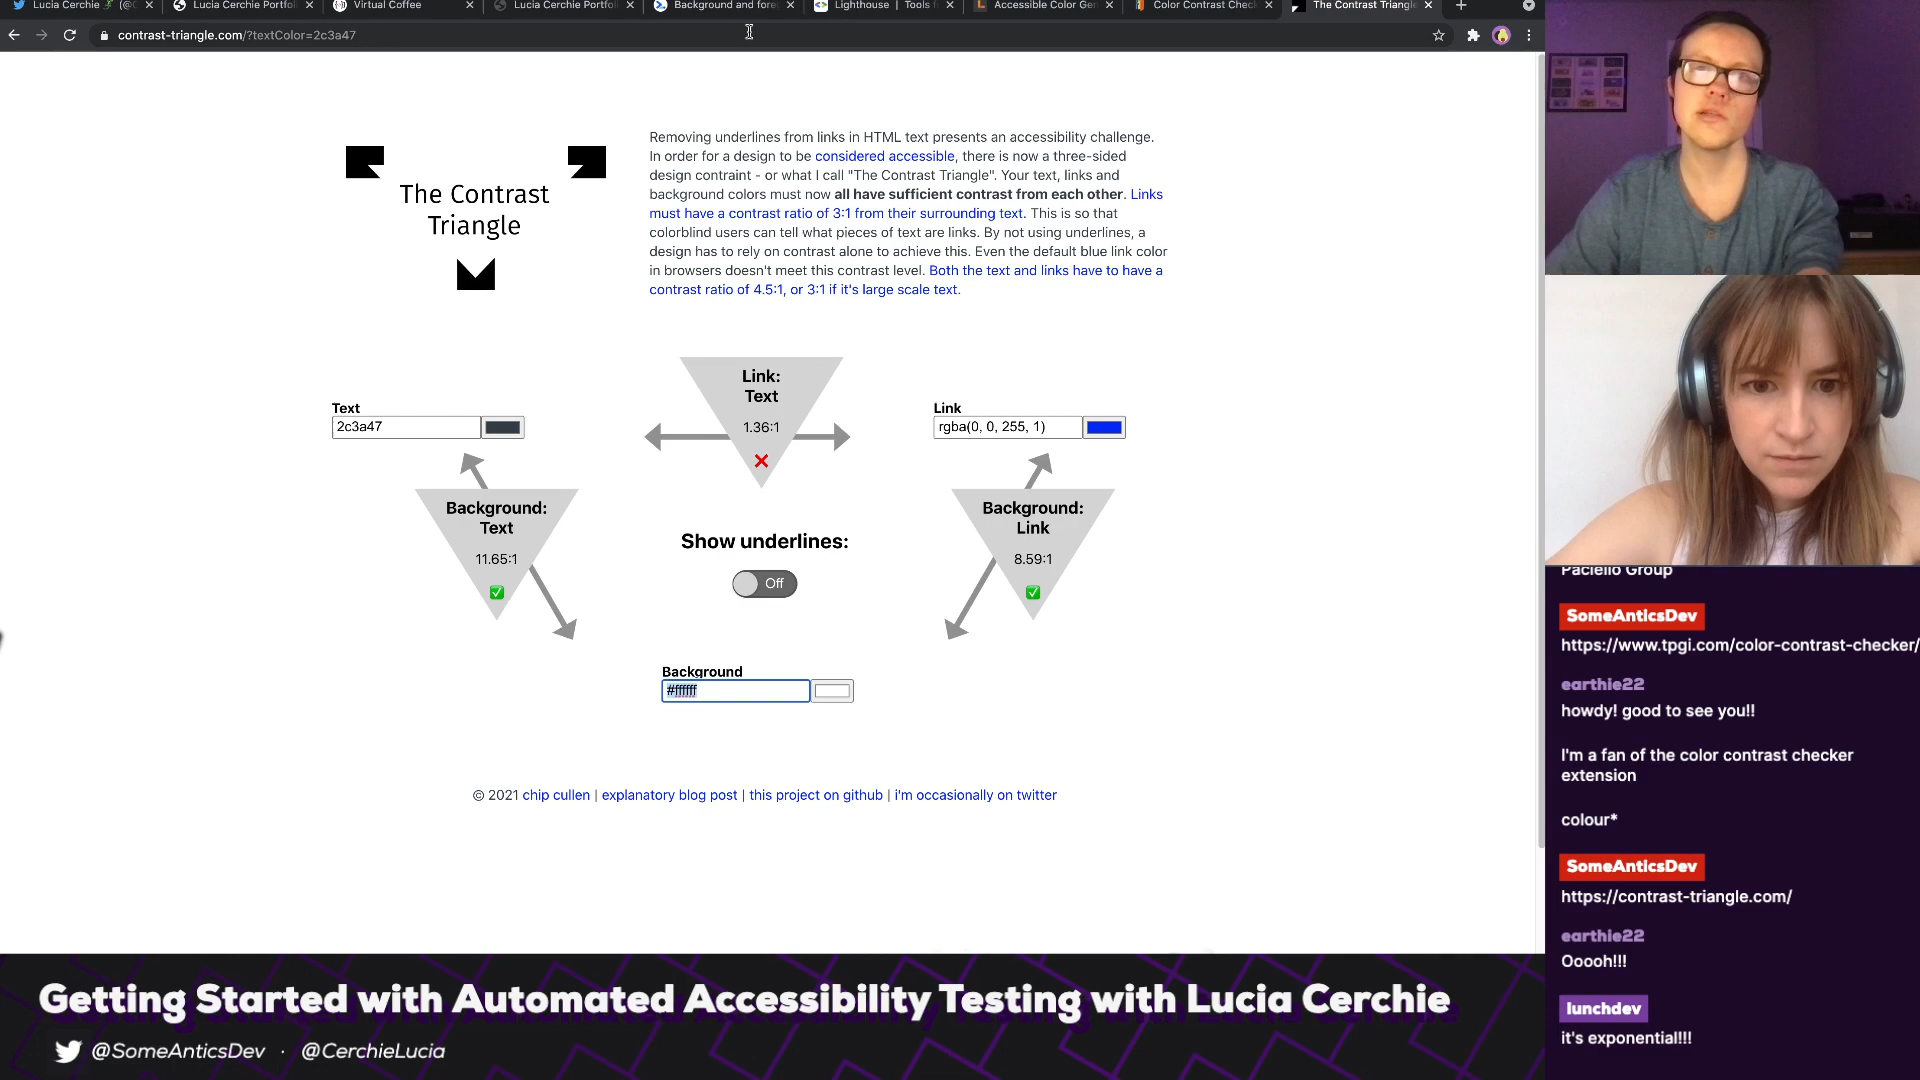 Lucia Cerchie
(@C
Lucia Cerchie Portfoli
Virtual Coffee
Lucia Cerchie Portfoli
Background and fore
Lighthouse | Tools f
Accessible Color Gen
Color Contrast Check
The Contrast Triangle
contrast-triangle.com/?textColor=2c3a47
The Contrast
Triangle
Removing underlines from links in HTML text presents an accessibility challenge.
In order for a design to be considered accessible, there is now a three-sided
design contraint - or what I call "The Contrast Triangle". Your text, links and
background colors must now all have sufficient contrast from each other. Links
must have a contrast ratio of 3:1 from their surrounding text. This is so that
colorblind users can tell what pieces of text are links. By not using underlines, a
design has to rely on contrast alone to achieve this. Even the default blue link color
in browsers doesn't meet this contrast level. Both the text and links have to have a
contrast ratio of 4.5:1, or 3:1 if it's large scale text.
Link:
Text
1.36:1
Text
2c3a47
Link
rgba(0, 0, 255, 1)
Background:
Text
11.65:1
Background:
Link
8.59:1
Show underlines:
Off
Background
#ffffff
© 2021 chip cullen | explanatory blog post | this project on github | i'm occasionally on twitter
Paciello Group
SomeAnticsDev
https://www.tpgi.com/color-contrast-checker/
earthie22
howdy! good to see you!!
I'm a fan of the color contrast checker
extension
colour*
SomeAnticsDev
https://contrast-triangle.com/
earthie22
Ooooh!!!
lunchdev
it's exponential!!!
Getting Started with Automated Accessibility Testing with Lucia Cerchie
@SomeAnticsDev · @CerchieLucia